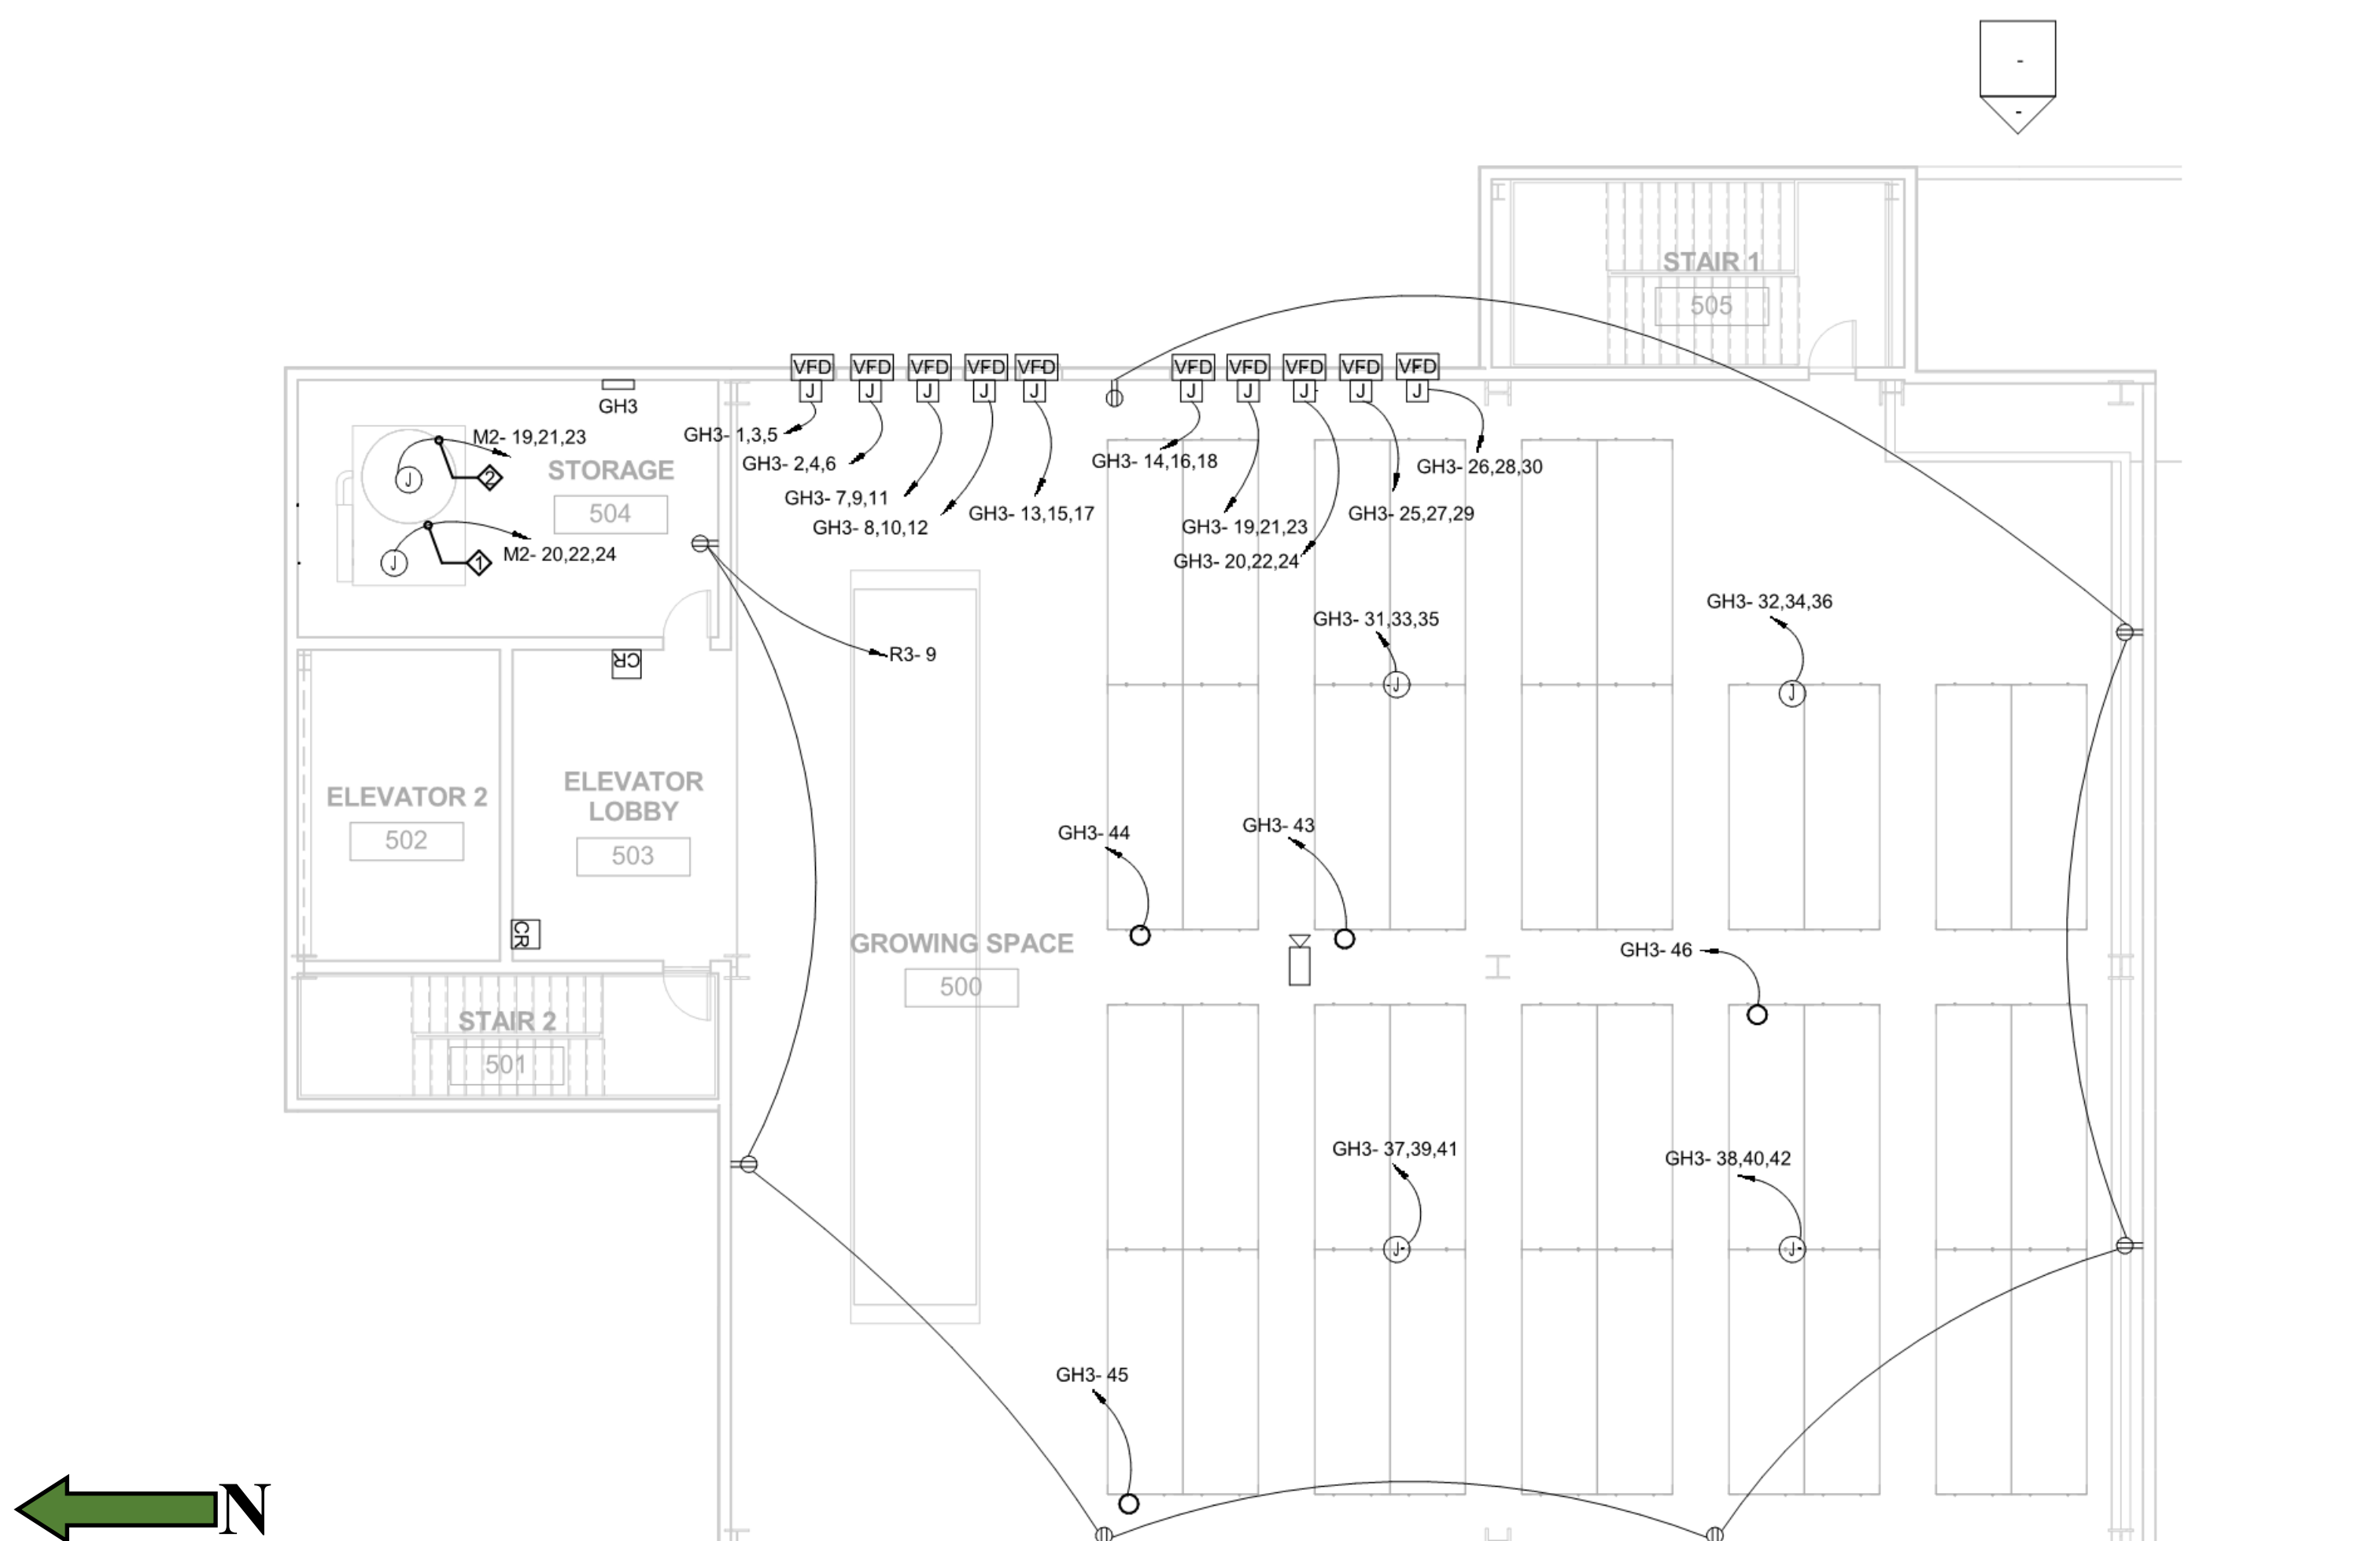 -
-
STAIR 1
505
VFD VFD VFD VFD VFD VFD VFD VFD VFD VFD
J J J J J J J J J J
GH3
GH3- 1,3,5
GH3- 2,4,6
GH3- 7,9,11
GH3- 8,10,12
GH3- 13,15,17
GH3- 14,16,18
GH3- 19,21,23
GH3- 20,22,24
GH3- 25,27,29
GH3- 26,28,30
M2- 19,21,23
J
2
STORAGE
504
M2- 20,22,24
J
1
R3- 9
GH3- 31,33,35
J
GH3- 32,34,36
J
CR
ELEVATOR 2
502
ELEVATOR
LOBBY
503
CR
GH3- 44
GH3- 43
GROWING SPACE
500
GH3- 46
STAIR 2
501
GH3- 37,39,41
J
GH3- 38,40,42
J
GH3- 45
N